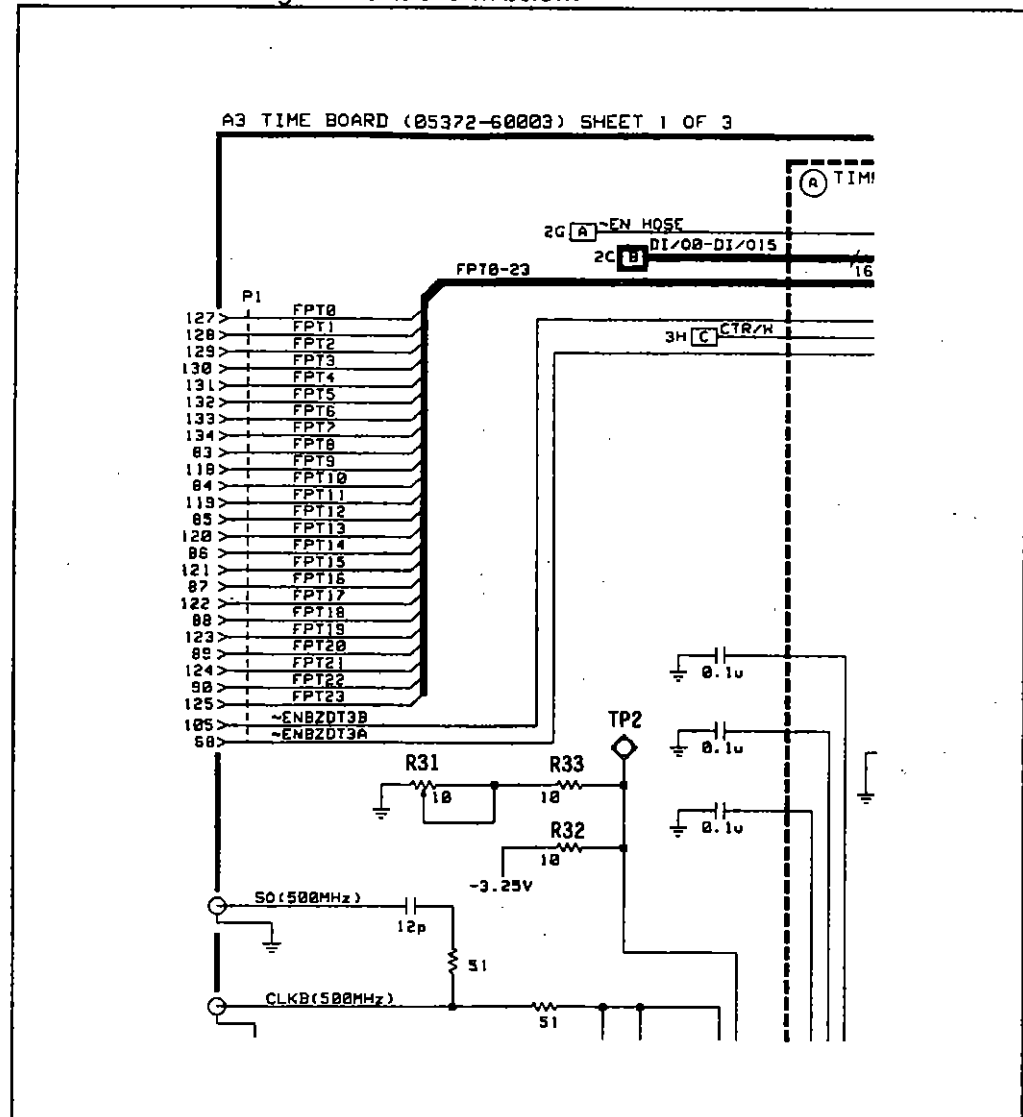 A3 TIME BOARD (05372-60003) SHEET 1 OF 3
A TIM
2G A ~EN HOSE
2C B DI/O0-DI/O15
16
FPT0-23
P1
127 FPT0
128 FPT1
129 FPT2
3H C CTR/W
130 FPT3
131 FPT4
132 FPT5
133 FPT6
134 FPT7
83 FPT8
118 FPT9
84 FPT10
119 FPT11
85 FPT12
120 FPT13
86 FPT14
121 FPT15
87 FPT16
122 FPT17
88 FPT18
123 FPT19
89 FPT20
124 FPT21
90 FPT22
125 FPT23
105 ~ENBZDT3B
68 ~ENBZDT3A
0.1u
TP2
0.1u
R31
10
R33
10
0.1u
R32
10
-3.25V
SO(500MHz)
12p
51
CLKB(500MHz)
51